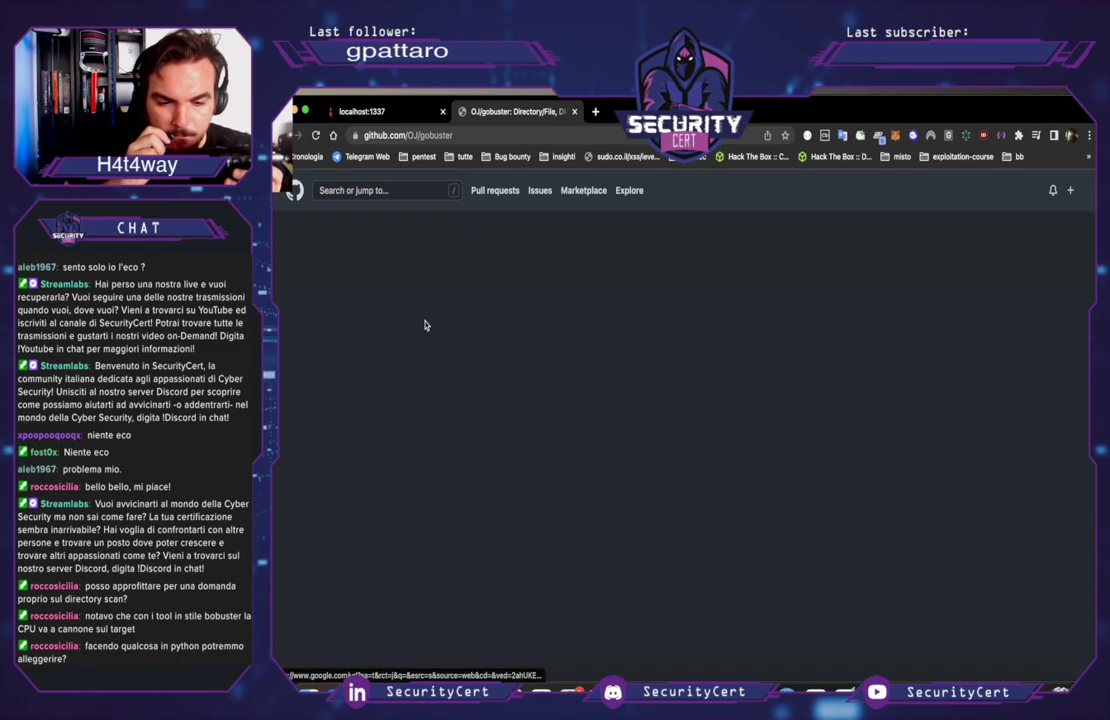 Last follower:
gpattaro
Last subscriber:
SECURITY
CERT
H4t4way
localhost:1337
OJ/gobuster: Directory/File, D
github.com/OJ/gobuster
ronologia Telegram Web pentest tutte Bug bounty insighti sudo.co.il/xss/leve... Hack The Box :: C... Hack The Box :: D... misto exploitation-course bb »
Search or jump to... / Pull requests Issues Marketplace Explore
SECURITY
CHAT
aleb1967: sento solo io l'eco ?
Streamlabs: Hai perso una nostra live e vuoi
recuperarla? Vuoi seguire una delle nostre trasmissioni
quando vuoi, dove vuoi? Vieni a trovarci su YouTube ed
iscriviti al canale di SecurityCert! Potrai trovare tutte le
trasmissioni e gustarti i nostri video on-Demand! Digita
!Youtube in chat per maggiori informazioni!
Streamlabs: Benvenuto in SecurityCert, la
community italiana dedicata agli appassionati di Cyber
Security! Unisciti al nostro server Discord per scoprire
come possiamo aiutarti ad avvicinarti -o addentrarti- nel
mondo della Cyber Security, digita !Discord in chat!
xpoopooqooqx: niente eco
fost0x: Niente eco
aleb1967: problema mio.
roccosicilia: bello bello, mi piace!
Streamlabs: Vuoi avvicinarti al mondo della Cyber
Security ma non sai come fare? La tua certificazione
sembra inarrivabile? Hai voglia di confrontarti con altre
persone e trovare un posto dove poter crescere e
trovare altri appassionati come te? Vieni a trovarci sul
nostro server Discord, digita !Discord in chat!
roccosicilia: posso approfittare per una domanda
proprio sul directory scan?
roccosicilia: notavo che con i tool in stile bobuster la
CPU va a cannone sul target
roccosicilia: facendo qualcosa in python potremmo
alleggerire?
SecurityCert
SecurityCert
SecurityCert